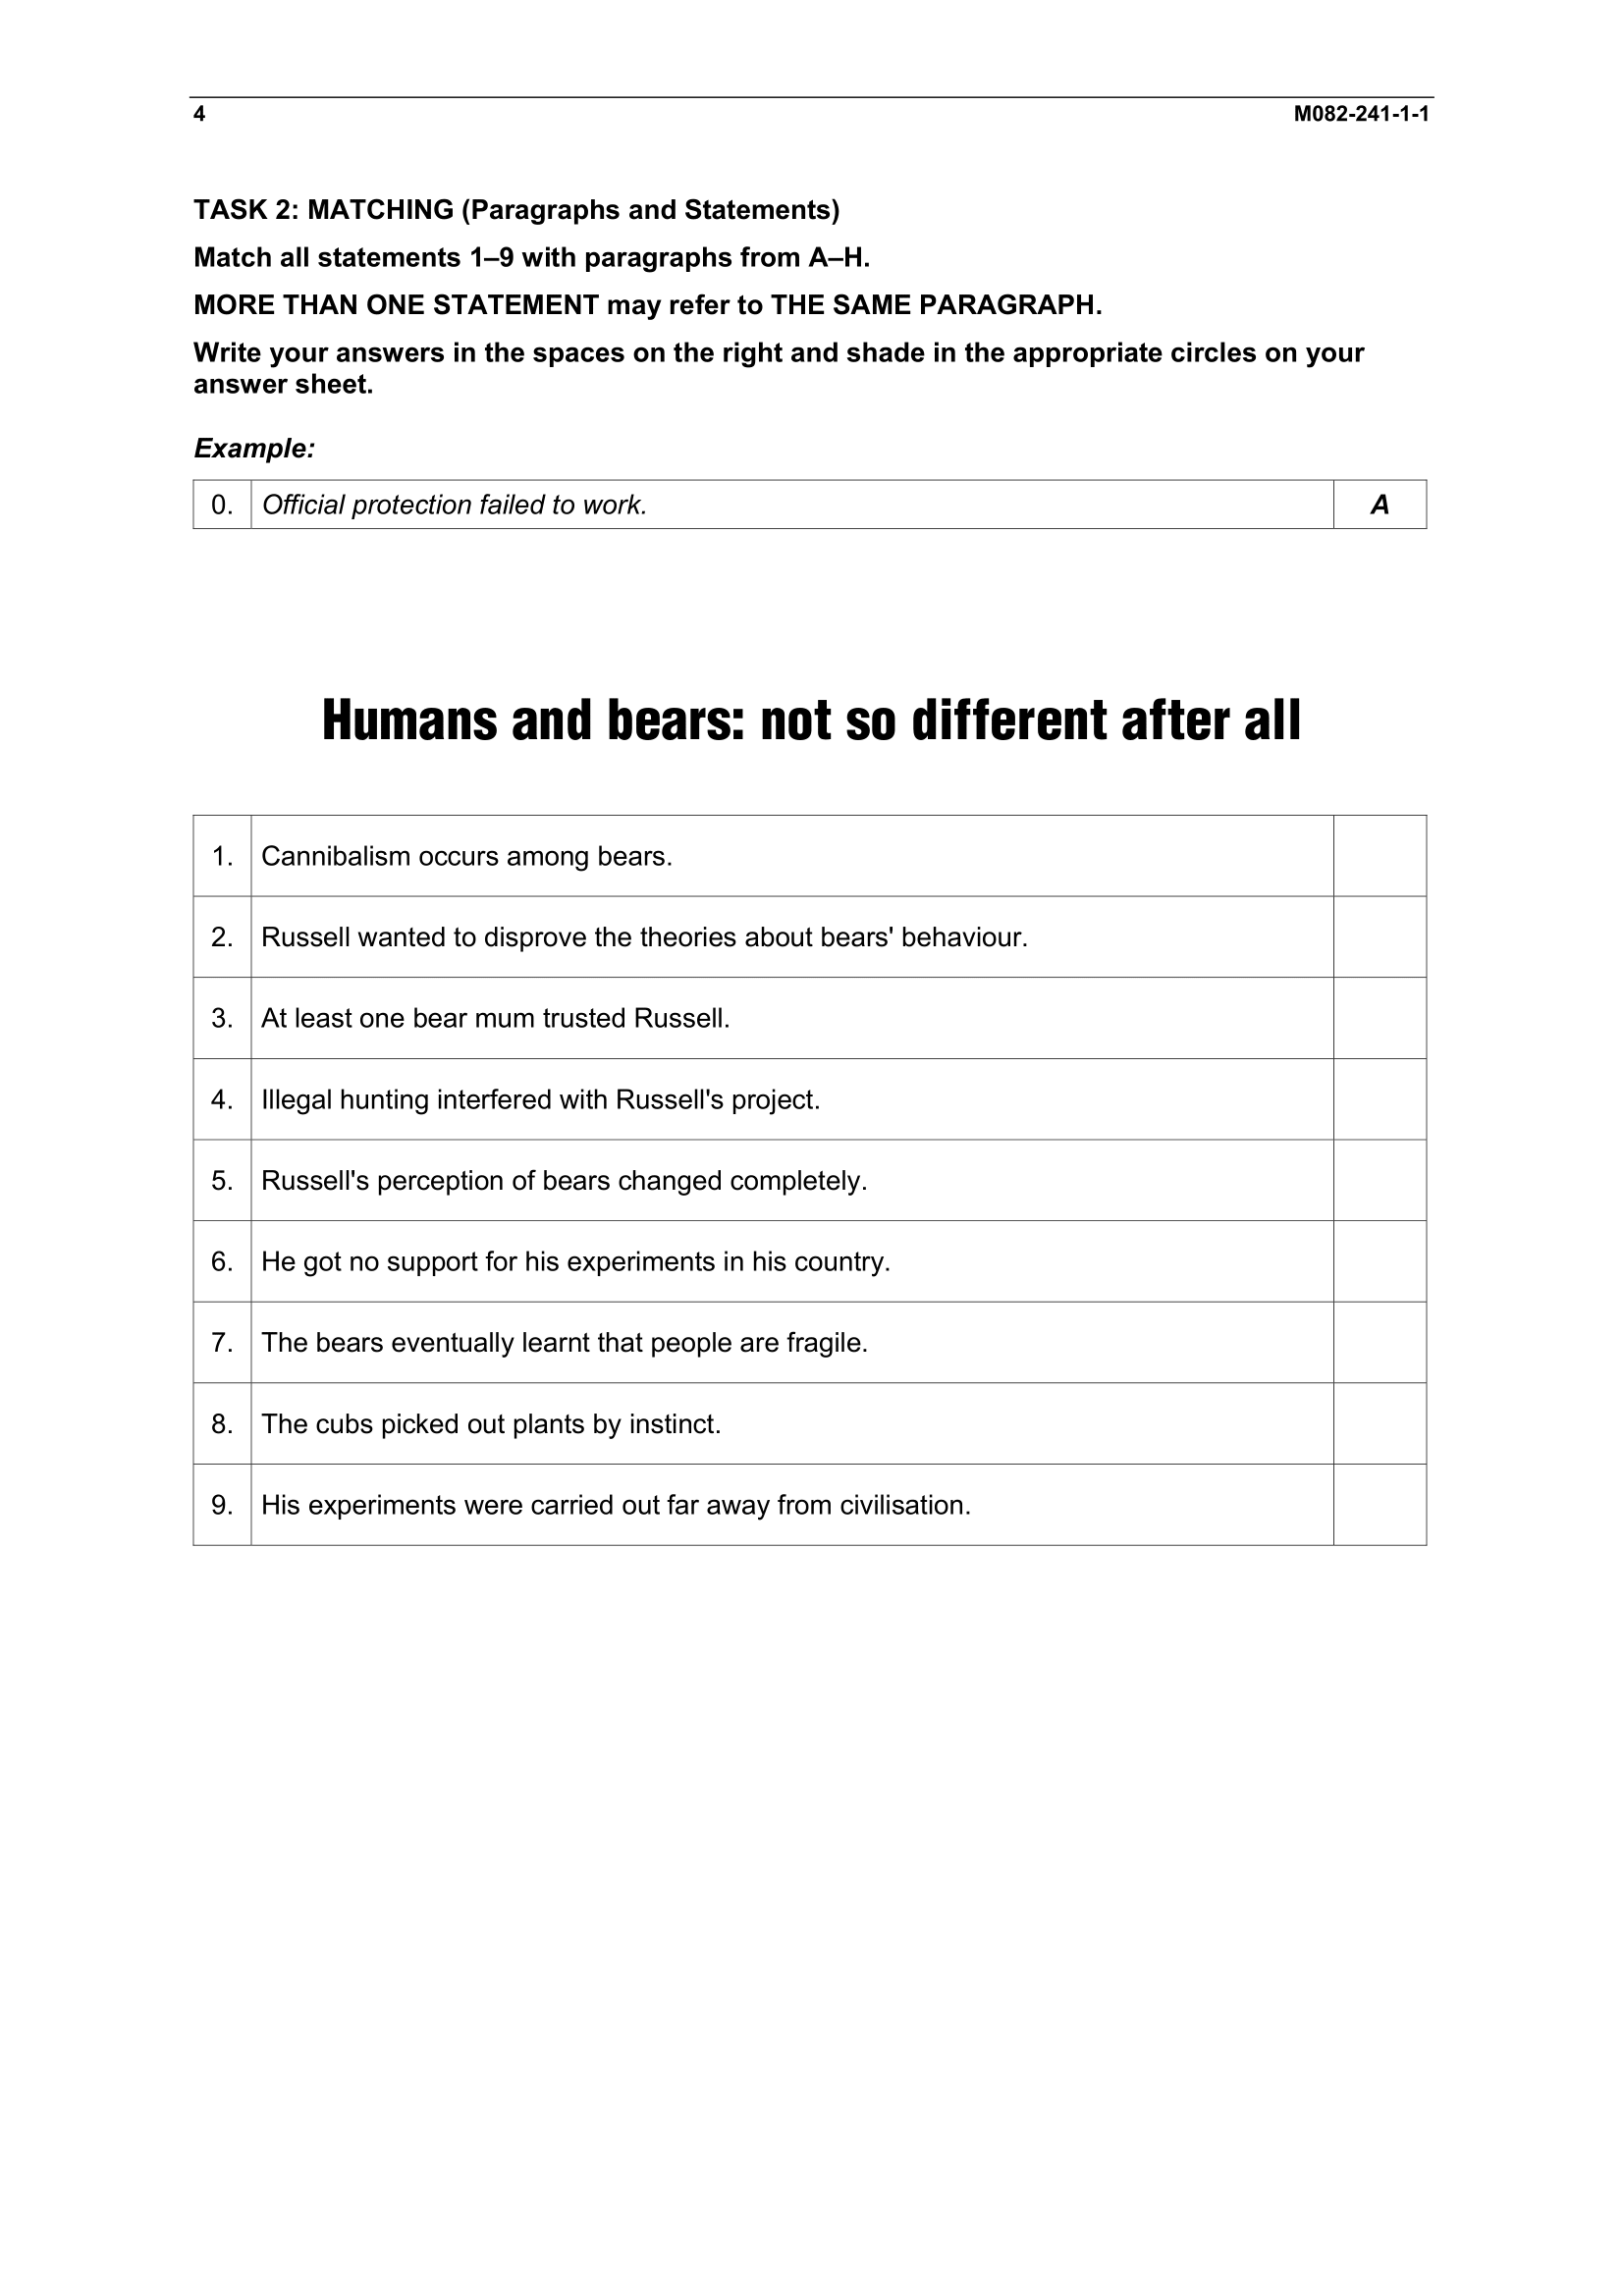 4 M082-241-1-1
TASK 2: MATCHING (Paragraphs and Statements)
Match all statements 1–9 with paragraphs from A–H.
MORE THAN ONE STATEMENT may refer to THE SAME PARAGRAPH.
Write your answers in the spaces on the right and shade in the appropriate circles on your
answer sheet.
Example:
0. Official protection failed to work. A
Humans and bears: not so different after all
1. Cannibalism occurs among bears.
2. Russell wanted to disprove the theories about bears' behaviour.
3. At least one bear mum trusted Russell.
4. Illegal hunting interfered with Russell's project.
5. Russell's perception of bears changed completely.
6. He got no support for his experiments in his country.
7. The bears eventually learnt that people are fragile.
8. The cubs picked out plants by instinct.
9. His experiments were carried out far away from civilisation.